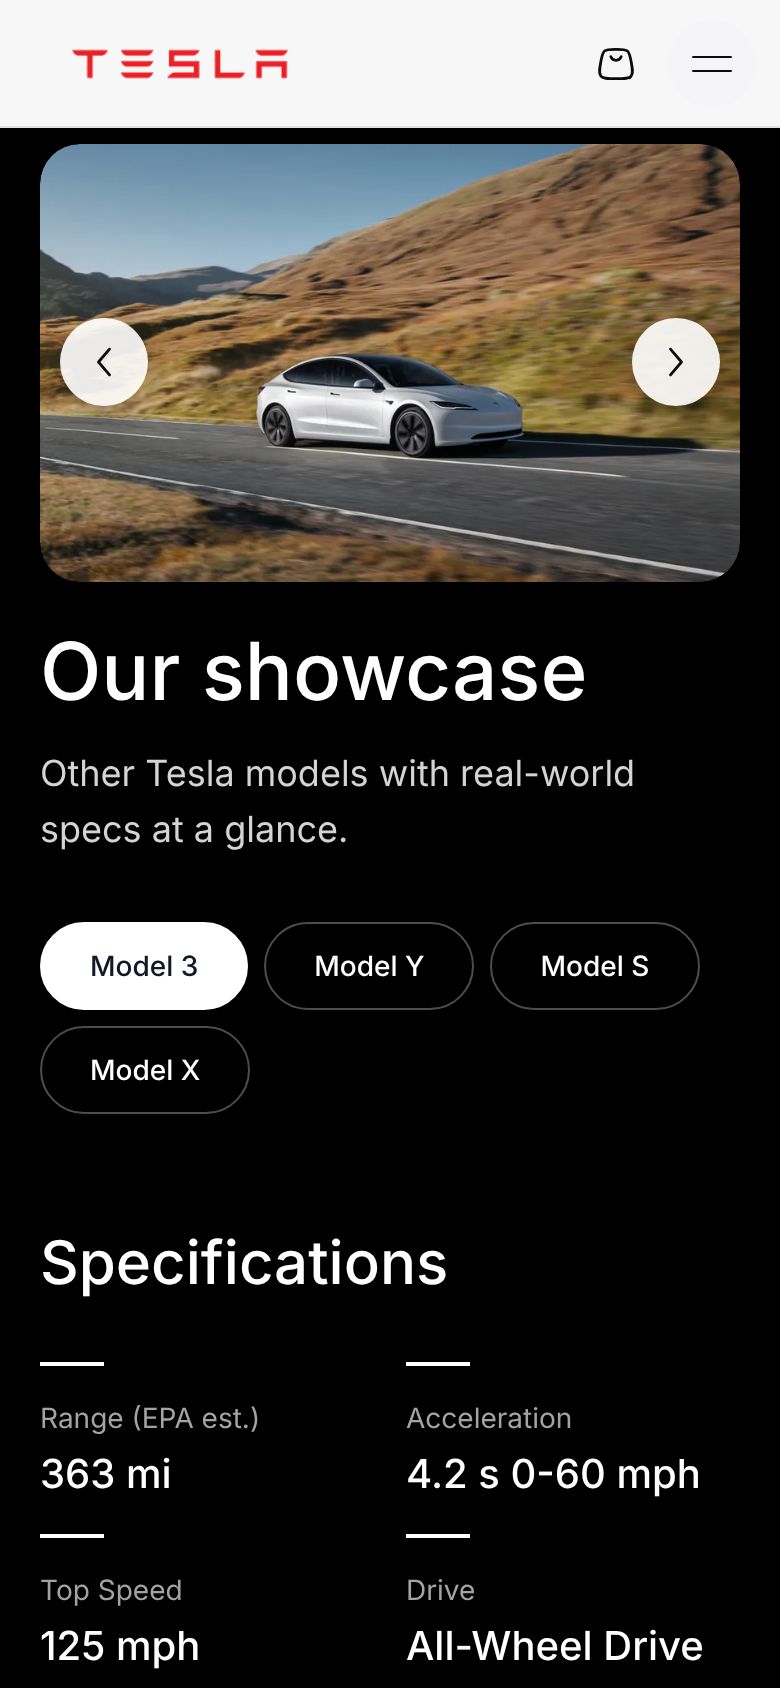 TESLA
Our showcase
Other Tesla models with real-world
specs at a glance.
Model 3
Model Y
Model S
Model X
Specifications
Range (EPA est.)
363 mi
Acceleration
4.2 s 0-60 mph
Top Speed
125 mph
Drive
All-Wheel Drive